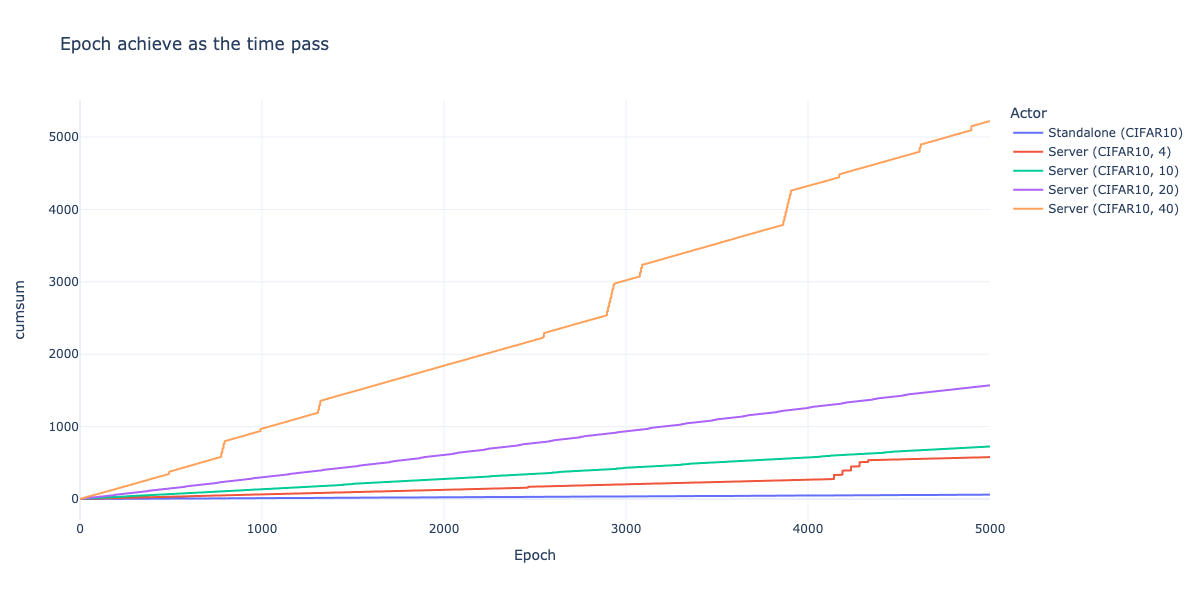 Epoch achieve as the time pass
Actor
Standalone (CIFAR10)
Server (CIFAR10, 4)
Server (CIFAR10, 10)
Server (CIFAR10, 20)
Server (CIFAR10, 40)
cumsum
5000
4000
3000
2000
1000
0
0 1000 2000 3000 4000 5000
Epoch